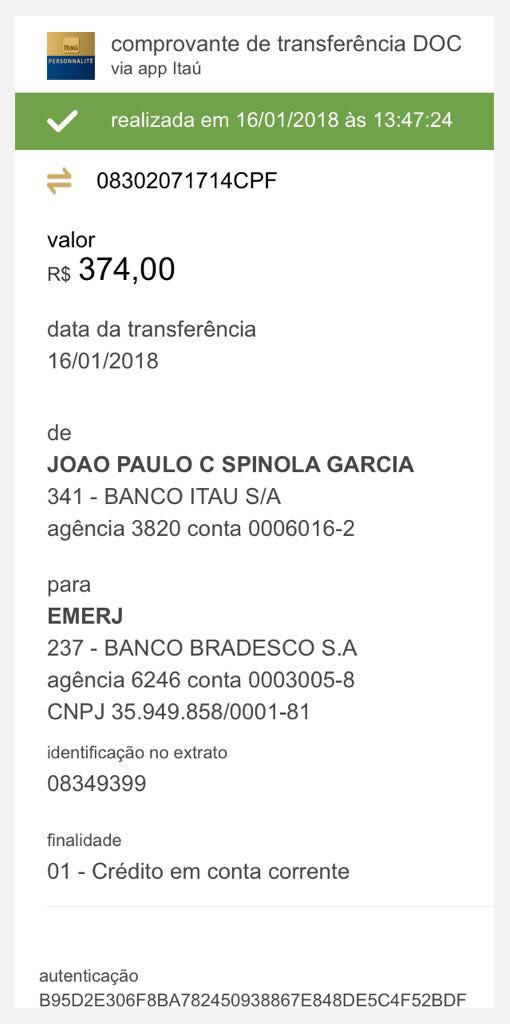 Itaú
PERSONNALITÉ
comprovante de transferência DOC
via app Itaú
realizada em 16/01/2018 às 13:47:24
08302071714CPF
valor
R$ 374,00
data da transferência
16/01/2018
de
JOAO PAULO C SPINOLA GARCIA
341 - BANCO ITAU S/A
agência 3820 conta 0006016-2
para
EMERJ
237 - BANCO BRADESCO S.A
agência 6246 conta 0003005-8
CNPJ 35.949.858/0001-81
identificação no extrato
08349399
finalidade
01 - Crédito em conta corrente
autenticação
B95D2E306F8BA782450938867E848DE5C4F52BDF